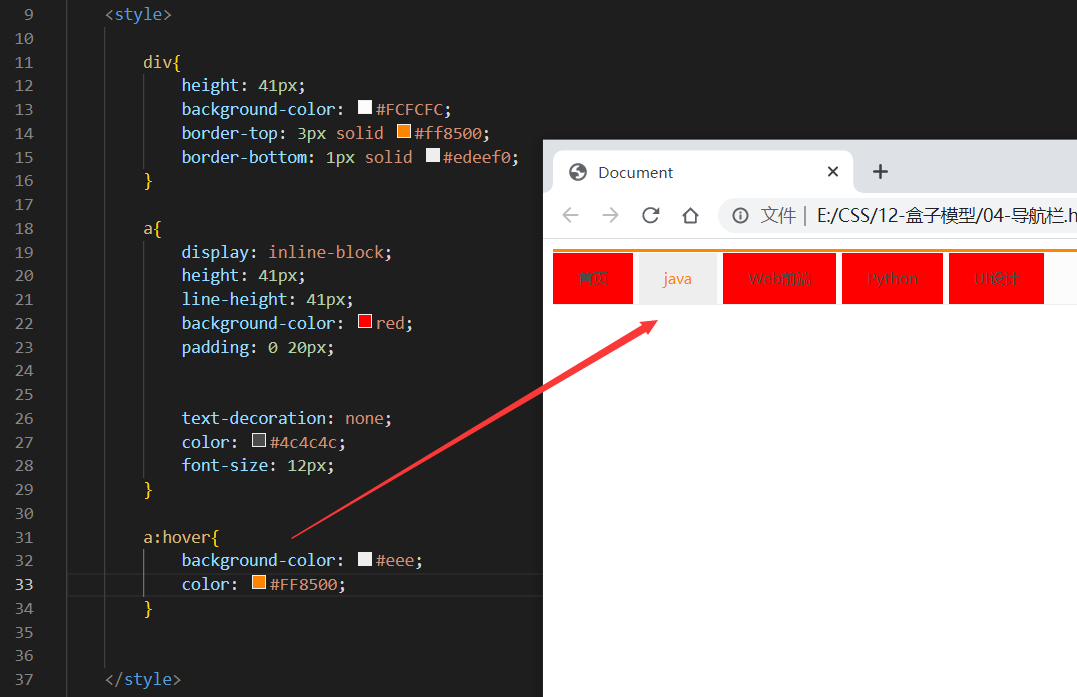 9 <style>
10
11 div{
12 height: 41px;
13 background-color: #FCFCFC;
14 border-top: 3px solid #ff8500;
15 border-bottom: 1px solid #edeef0;
16 }
17
18 a{
19 display: inline-block;
20 height: 41px;
21 line-height: 41px;
22 background-color: red;
23 padding: 0 20px;
24
25
26 text-decoration: none;
27 color: #4c4c4c;
28 font-size: 12px;
29 }
30
31 a:hover{
32 background-color: #eee;
33 color: #FF8500;
34 }
35
36
37 </style>
Document
文件 | E:/CSS/12-盒子模型/04-导航栏.h
首页 java Web前端 Python UI设计